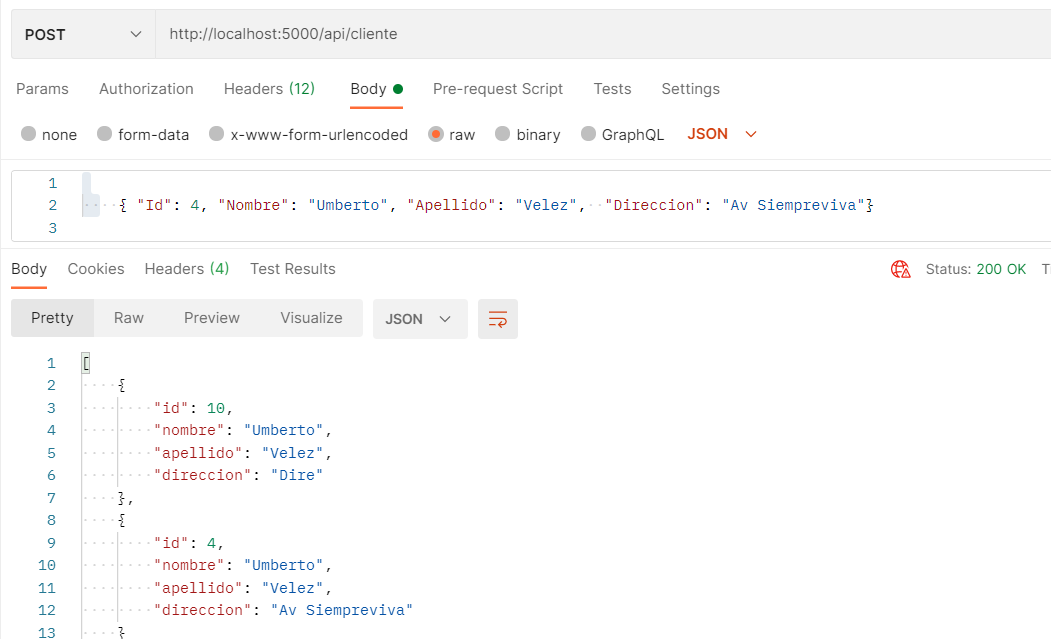 POST http://localhost:5000/api/cliente
Params Authorization Headers (12) Body Pre-request Script Tests Settings
none form-data x-www-form-urlencoded raw binary GraphQL JSON
1
2 { "Id": 4, "Nombre": "Umberto", "Apellido": "Velez", "Direccion": "Av Siempreviva"}
3
Body Cookies Headers (4) Test Results Status: 200 OK
Pretty Raw Preview Visualize JSON
1 [
2 {
3 "id": 10,
4 "nombre": "Umberto",
5 "apellido": "Velez",
6 "direccion": "Dire"
7 },
8 {
9 "id": 4,
10 "nombre": "Umberto",
11 "apellido": "Velez",
12 "direccion": "Av Siempreviva"
13 }